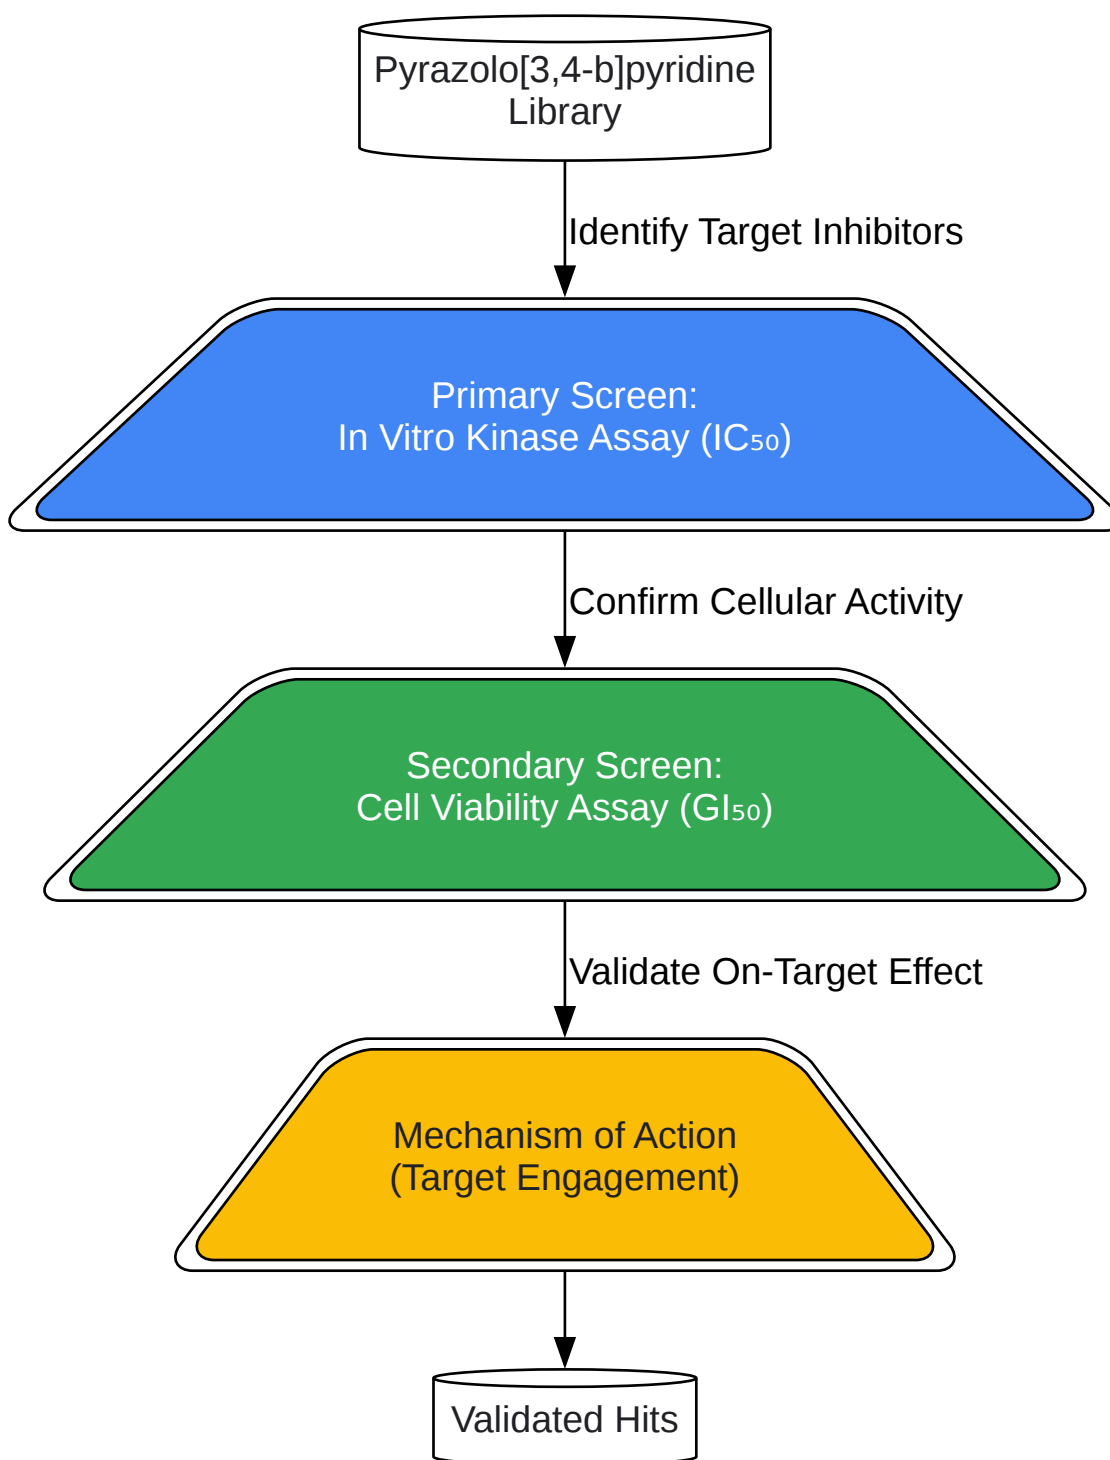 Pyrazolo[3,4-b]pyridine
Library
Identify Target Inhibitors
Primary Screen:
In Vitro Kinase Assay (IC₅₀)
Confirm Cellular Activity
Secondary Screen:
Cell Viability Assay (GI₅₀)
Validate On-Target Effect
Mechanism of Action
(Target Engagement)
Validated Hits